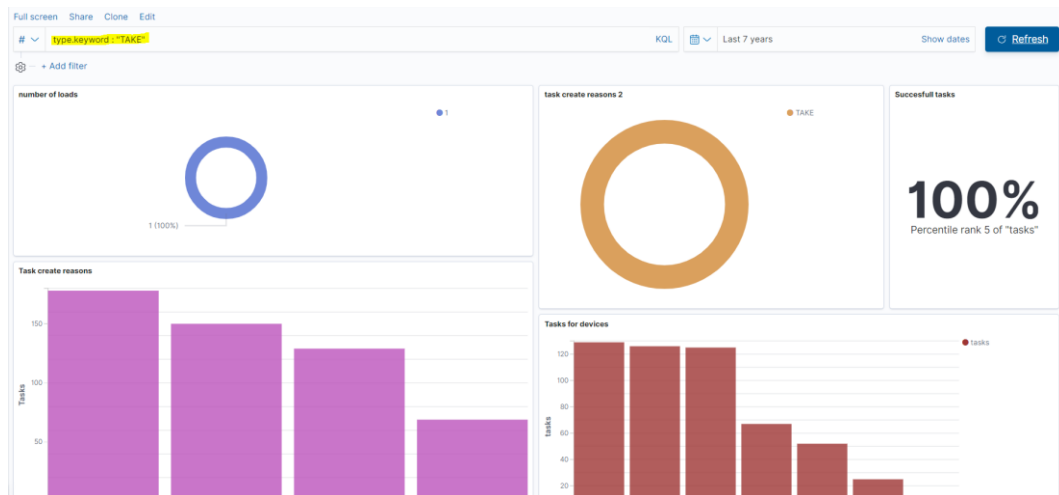 Full screen Share Clone Edit
# type.keyword : "TAKE" KQL Last 7 years Show dates Refresh
+ Add filter
number of loads
1
1 (100%)
task create reasons 2
TAKE
Succesfull tasks
100%
Percentile rank 5 of "tasks"
Task create reasons
150
100
50
Tasks
Tasks for devices
tasks
120
100
80
60
40
20
tasks